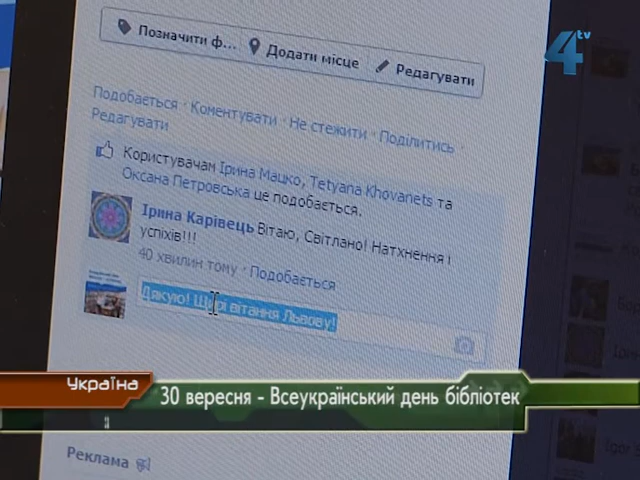 4tv
Позначити ф...
Додати місце
Редагувати
Подобається · Коментувати · Не стежити · Поділитись ·
Редагувати
Користувачам Ірина Мацко, Tetyana Khovanets та
Оксана Петровська це подобається.
Ірина Карівець Вітаю, Світлано! Натхнення і
успіхів!!!
40 хвилин тому · Подобається
Дякую! Щирі вітання Львову!
Україна
30 вересня - Всеукраїнський день бібліотек
Реклама